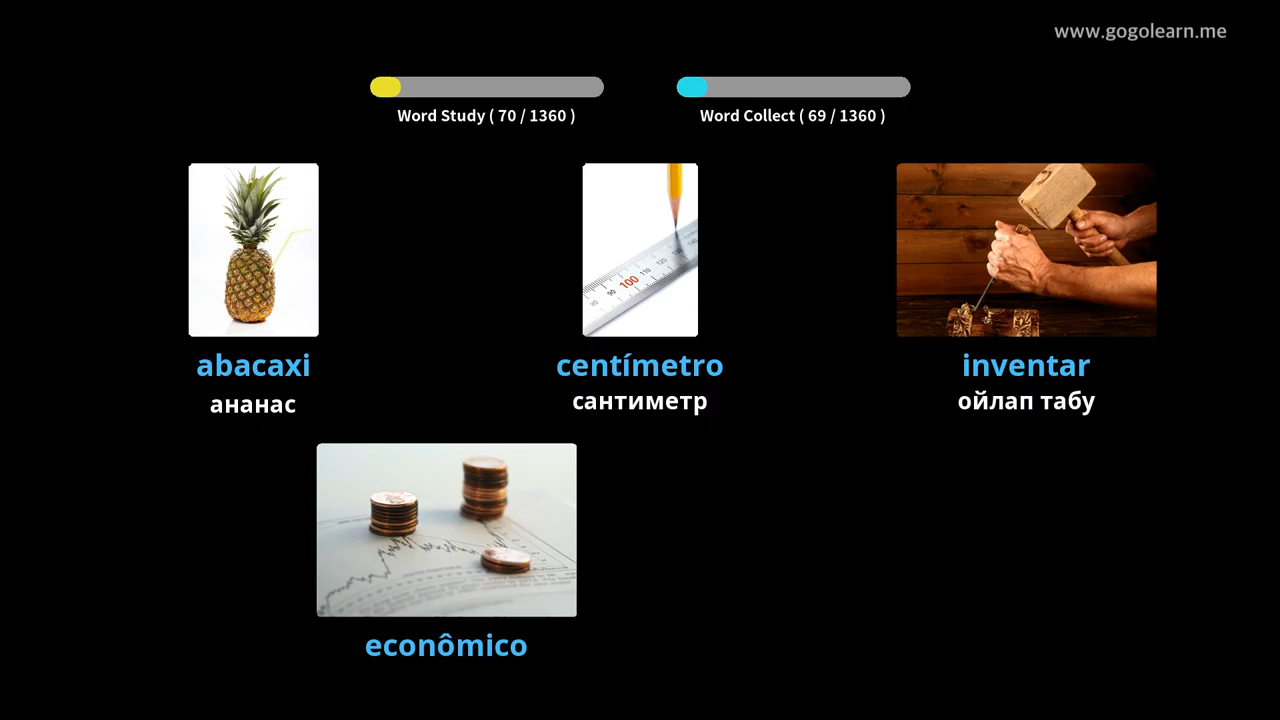 www.gogolearn.me
Word Study ( 70 / 1360 )
Word Collect ( 69 / 1360 )
abacaxi
ананас
centímetro
сантиметр
inventar
ойлап табу
econômico